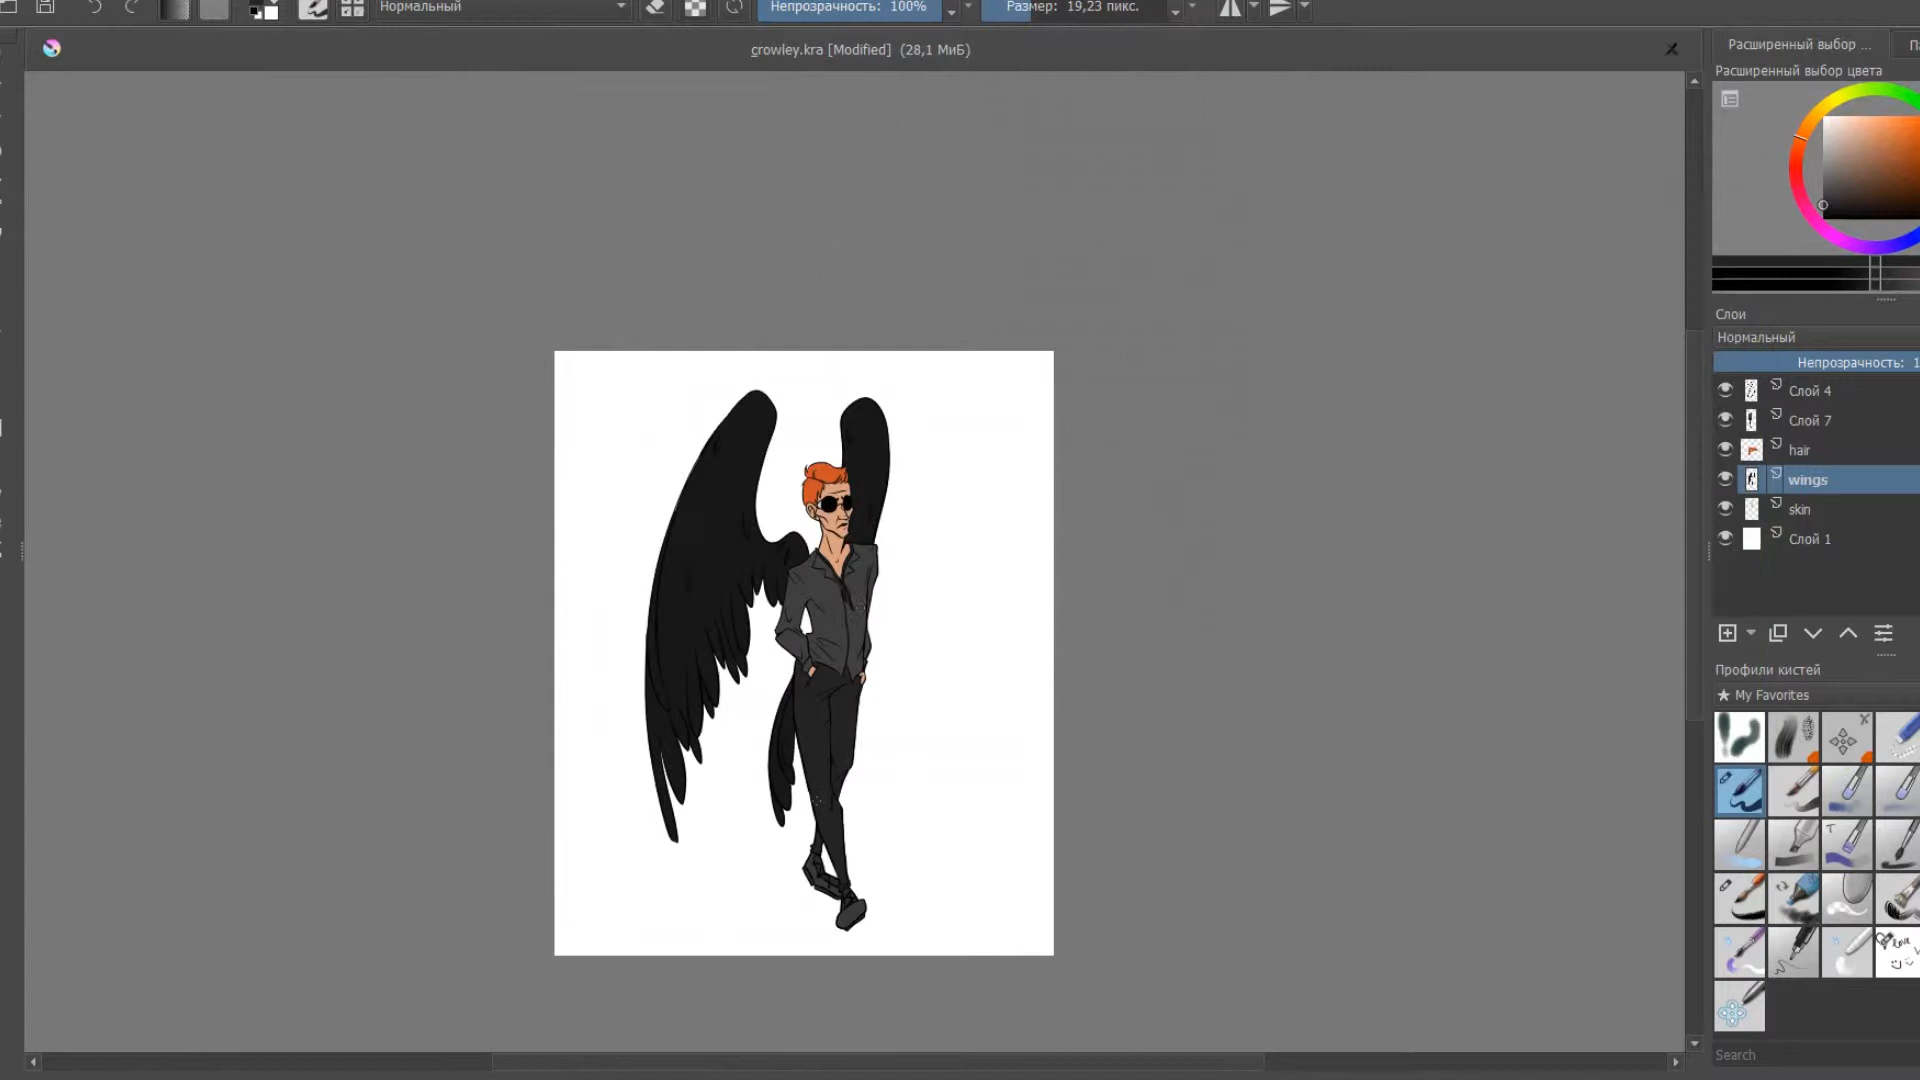 Нормальный
Непрозрачность: 100%
Размер: 19,23 пикс.
crowley.kra [Modified] (28,1 МиБ)
Расширенный выбор ...
Расширенный выбор цвета
Слои
Нормальный
Непрозрачность: 1
Слой 4
Слой 7
hair
wings
skin
Слой 1
Профили кистей
★ My Favorites
Search